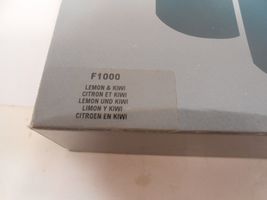 F1000
LEMON & KIWI
CITRON ET KIWI
LEMON UND KIWI
LIMON Y KIWI
CITROEN EN KIWI